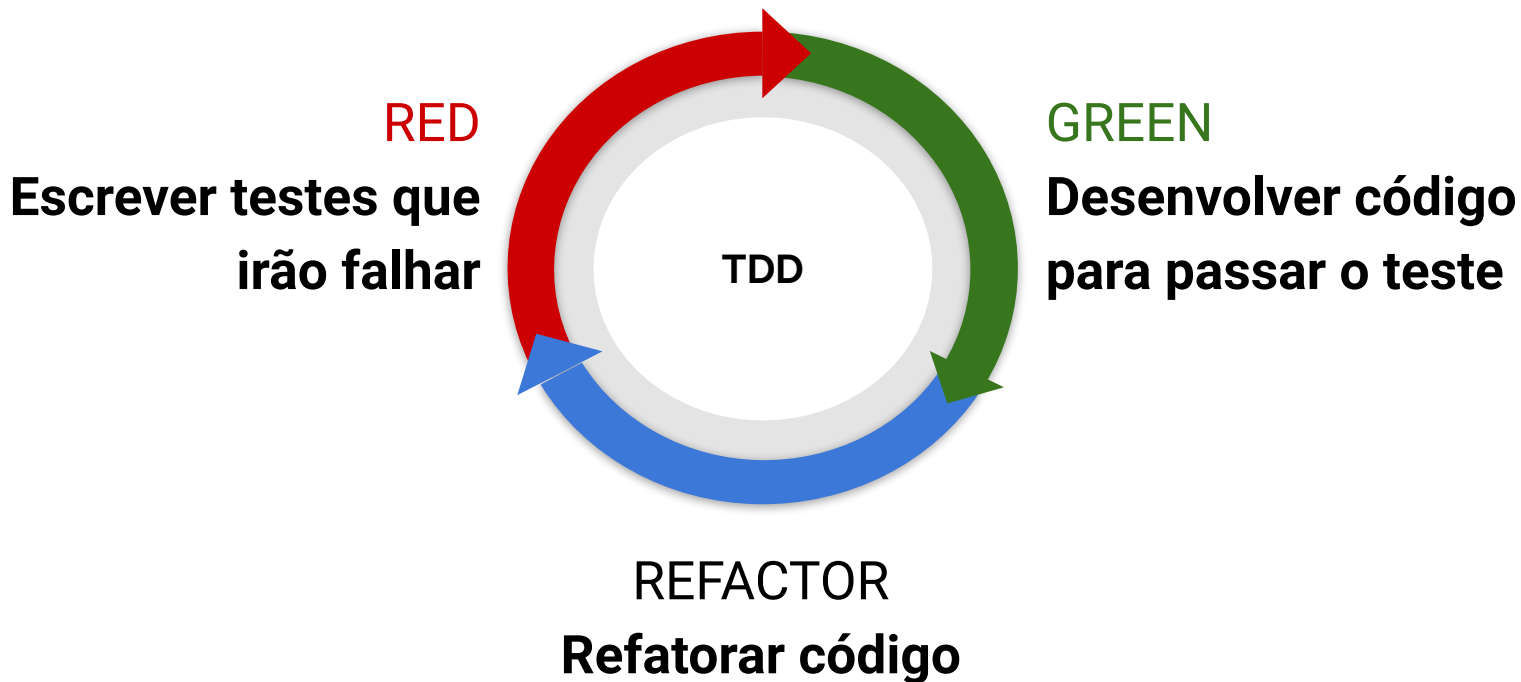 RED
Escrever testes que
irão falhar
TDD
GREEN
Desenvolver código
para passar o teste
REFACTOR
Refatorar código